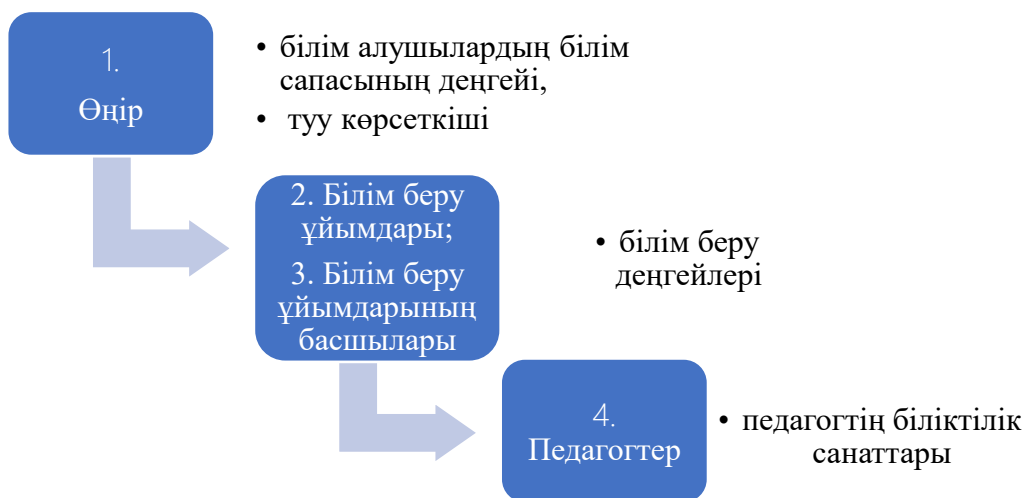 1.
Өңір
• білім алушылардың білім
сапасының деңгейі,
• туу көрсеткіші
2. Білім беру
ұйымдары;
3. Білім беру
ұйымдарының
басшылары
• білім беру
деңгейлері
4.
Педагогтер
• педагогтің біліктілік
санаттары